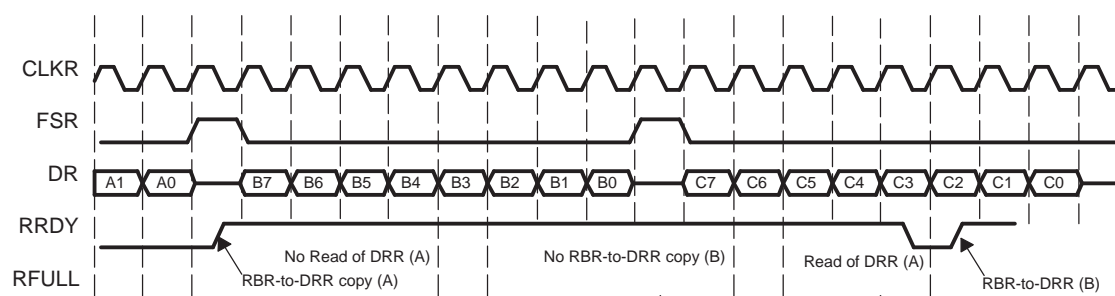 CLKR
FSR
DR A1 A0 B7 B6 B5 B4 B3 B2 B1 B0 C7 C6 C5 C4 C3 C2 C1 C0
RRDY
No Read of DRR (A) No RBR-to-DRR copy (B) Read of DRR (A)
RBR-to-DRR copy (A) RBR-to-DRR (B)
RFULL